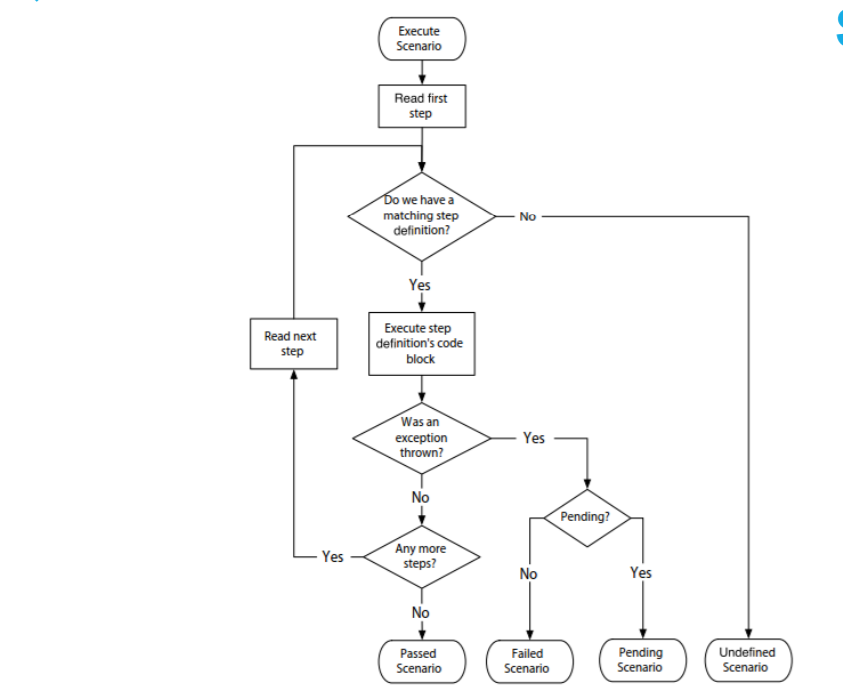 Execute
Scenario
Read first
step
Do we have a
matching step
definition?
No
Yes
Read next
step
Execute step
definition's code
block
Was an
exception
thrown?
Yes
No
Pending?
Any more
steps?
Yes
No
Yes
No
Passed
Scenario
Failed
Scenario
Pending
Scenario
Undefined
Scenario